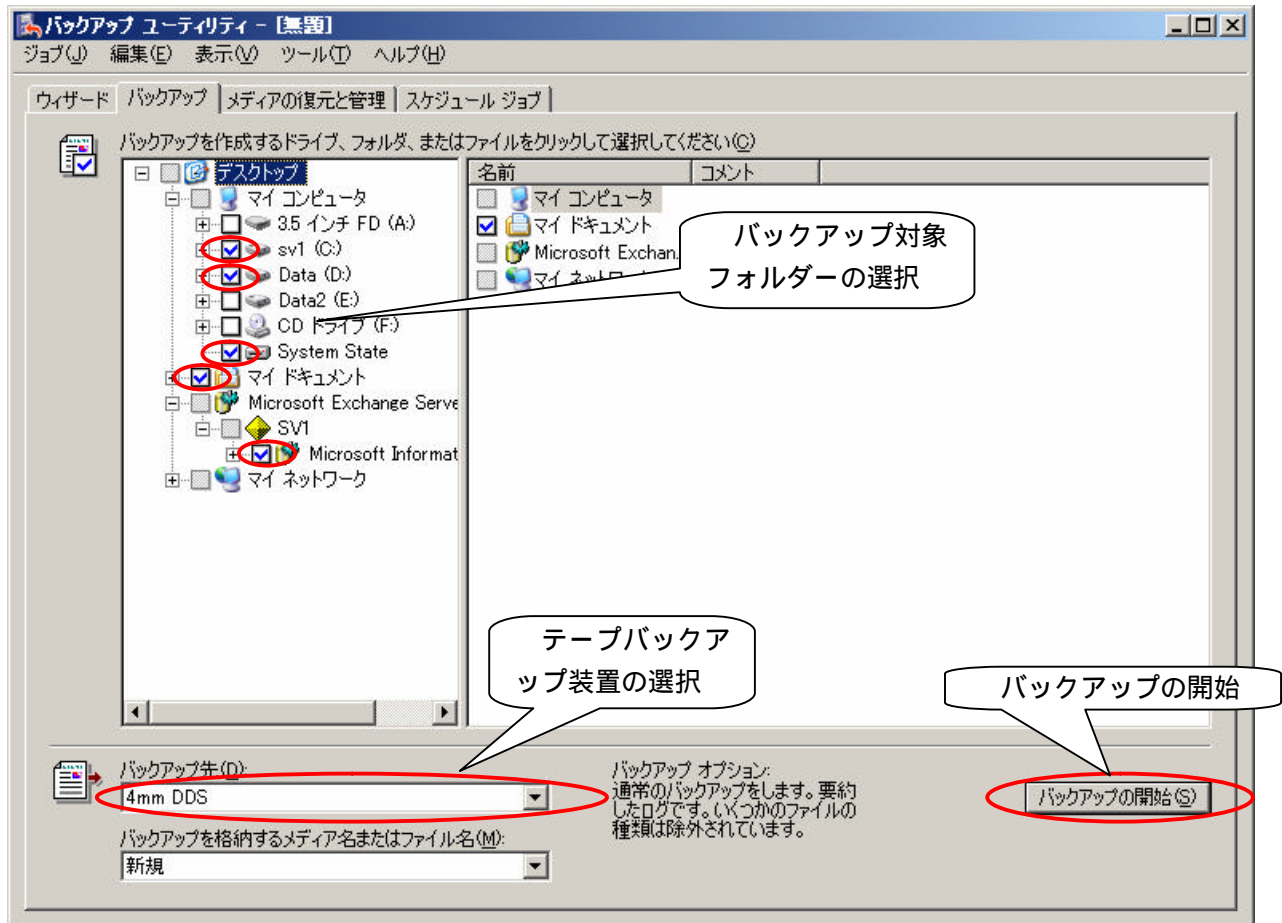 バックアップ ユーティリティ - [無題]
ジョブ(J) 編集(E) 表示(V) ツール(T) ヘルプ(H)
ウィザード バックアップ メディアの復元と管理 スケジュール ジョブ
バックアップを作成するドライブ、フォルダ、またはファイルをクリックして選択してください(C)
デスクトップ
マイ コンピュータ
3.5 インチ FD (A:)
sv1 (C:)
Data (D:)
Data2 (E:)
CD ドライブ (F:)
System State
マイ ドキュメント
Microsoft Exchange Serve
SV1
Microsoft Informat
マイ ネットワーク
名前 コメント
マイ コンピュータ
マイ ドキュメント
Microsoft Exchan
マイ ネットワーク
バックアップ対象
フォルダーの選択
テープバックア
ップ装置の選択
バックアップの開始
バックアップ先(D):
4mm DDS
バックアップを格納するメディア名またはファイル名(M):
新規
バックアップ オプション:
通常のバックアップをします。要約
したログです。いくつかのファイルの
種類は除外されています。
バックアップの開始(S)